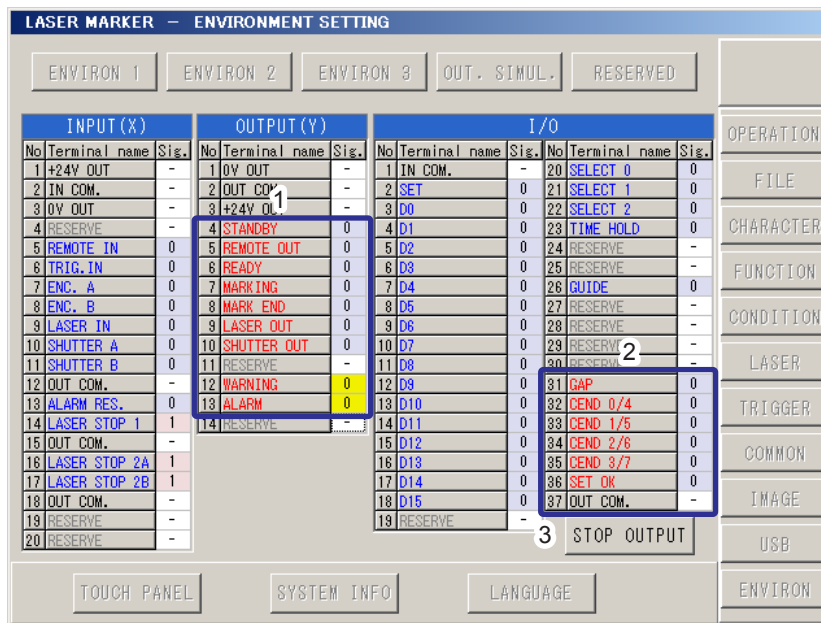 LASER MARKER — ENVIRONMENT SETTING
ENVIRON 1 ENVIRON 2 ENVIRON 3 OUT. SIMUL. RESERVED
INPUT(X) OUTPUT(Y) I/O
No Terminal name Sig. No Terminal name Sig. No Terminal name Sig. No Terminal name Sig.
1 +24V OUT - 1 0V OUT - 1 IN COM. - 20 SELECT 0 0
2 IN COM. - 2 OUT COM. - 2 SET 0 21 SELECT 1 0
1
3 0V OUT - 3 +24V OUT - 3 D0 0 22 SELECT 2 0
4 RESERVE - 4 STANDBY 0 4 D1 0 23 TIME HOLD 0
5 REMOTE IN 0 5 REMOTE OUT 0 5 D2 0 24 RESERVE -
6 TRIG.IN 0 6 READY 0 6 D3 0 25 RESERVE -
7 ENC. A 0 7 MARKING 0 7 D4 0 26 GUIDE 0
8 ENC. B 0 8 MARK END 0 8 D5 0 27 RESERVE -
9 LASER IN 0 9 LASER OUT 0 9 D6 0 28 RESERVE -
10 SHUTTER A 0 10 SHUTTER OUT 0 10 D7 0 29 RESERVE -
2
11 SHUTTER B 0 11 RESERVE - 11 D8 0 30 RESERVE -
12 OUT COM. - 12 WARNING 0 12 D9 0 31 GAP 0
13 ALARM RES. 0 13 ALARM 0 13 D10 0 32 CEND 0/4 0
14 LASER STOP 1 1 14 RESERVE - 14 D11 0 33 CEND 1/5 0
15 OUT COM. - 15 D12 0 34 CEND 2/6 0
16 LASER STOP 2A 1 16 D13 0 35 CEND 3/7 0
17 LASER STOP 2B 1 17 D14 0 36 SET OK 0
18 OUT COM. - 18 D15 0 37 OUT COM. -
19 RESERVE - 19 RESERVE -
20 RESERVE -
3 STOP OUTPUT
TOUCH PANEL SYSTEM INFO LANGUAGE
OPERATION
FILE
CHARACTER
FUNCTION
CONDITION
LASER
TRIGGER
COMMON
IMAGE
USB
ENVIRON